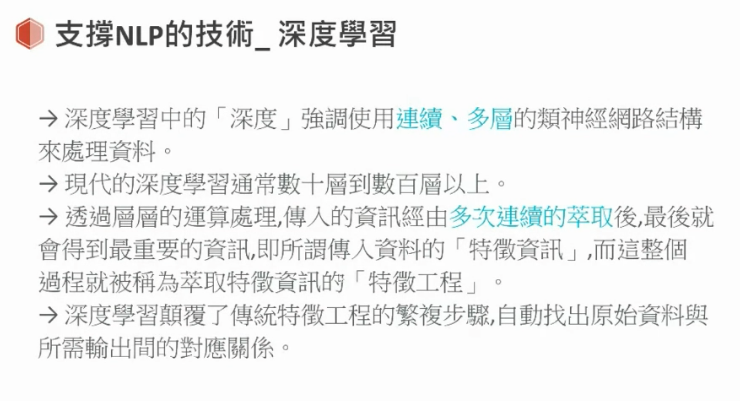 支撐NLP的技術_ 深度學習
→ 深度學習中的「深度」強調使用連續、多層的類神經網路結構
來處理資料。
→ 現代的深度學習通常數十層到數百層以上。
→ 透過層層的運算處理,傳入的資訊經由多次連續的萃取後,最後就
會得到最重要的資訊,即所謂傳入資料的「特徵資訊」,而這整個
過程就被稱為萃取特徵資訊的「特徵工程」。
→ 深度學習顛覆了傳統特徵工程的繁複步驟,自動找出原始資料與
所需輸出間的對應關係。